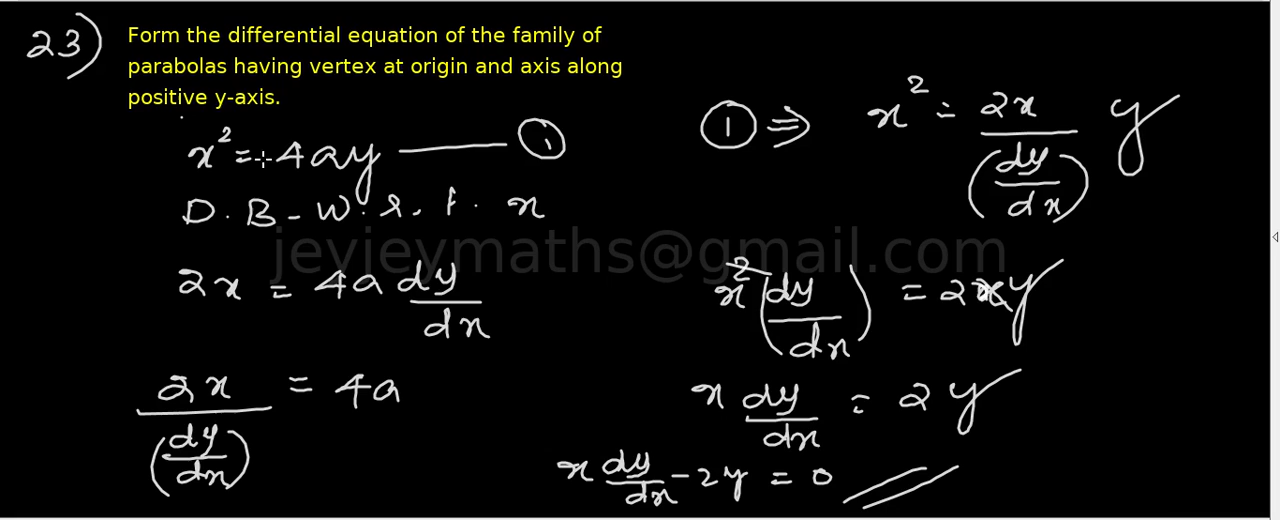 23)
Form the differential equation of the family of
parabolas having vertex at origin and axis along
positive y-axis.
x² = +4ay —— ①
D. B. W. r. t. x
2x = 4a dy/dx
2x/(dy/dx) = 4a
① ⇒ x² = 2x/(dy/dx) y
x² (dy/dx) = 2xy
x dy/dx = 2y
x dy/dx - 2y = 0
jevieymaths@gmail.com